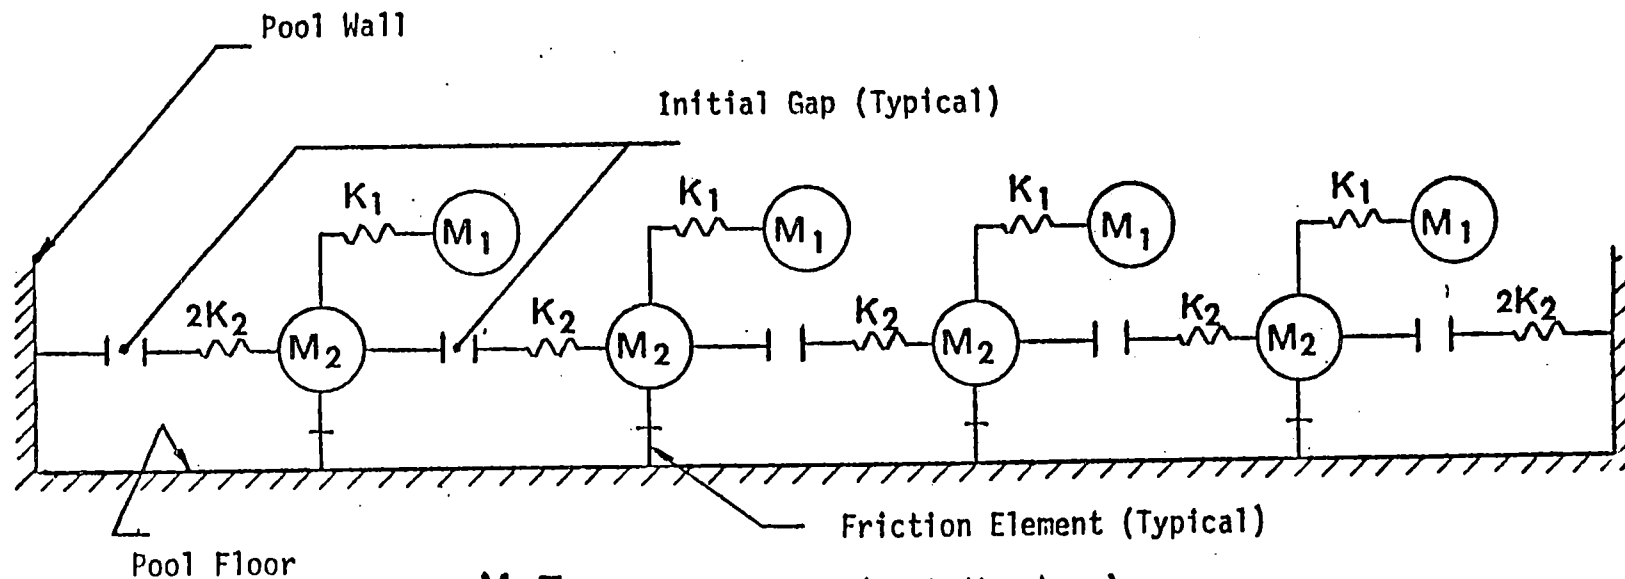 Pool Wall
Initial Gap (Typical)
K1 M1 K1 M1 K1 M1 K1 M1
2K2 M2 K2 M2 K2 M2 K2 M2 2K2
Friction Element (Typical)
Pool Floor